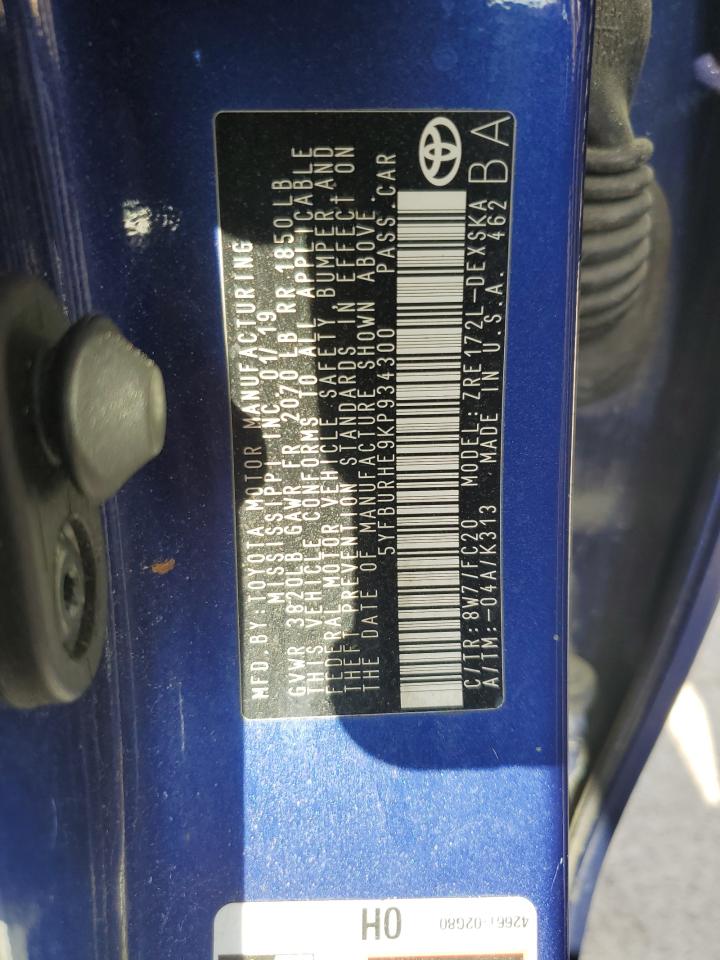 MFD.BY:TOYOTA MOTOR MANUFACTURING
MISSISSIPPI INC.01/19
GVWR 3820LB GAWR FR 2070 LB RR 1850LB
THIS VEHICLE CONFORMS TO ALL APPLICABLE
FEDERAL MOTOR VEHICLE SAFETY, BUMPER, AND
THEFT PREVENTION STANDARDS IN EFFECT ON
THE DATE OF MANUFACTURE SHOWN ABOVE.
5YFBURHE9KP934300 PASS.CAR
C/TR:8W7/FC20 MODEL:ZRE172L-DEXSKA
A/TM:-04A/K313 MADE IN U.S.A. 462
BA
OH
42661-02G80